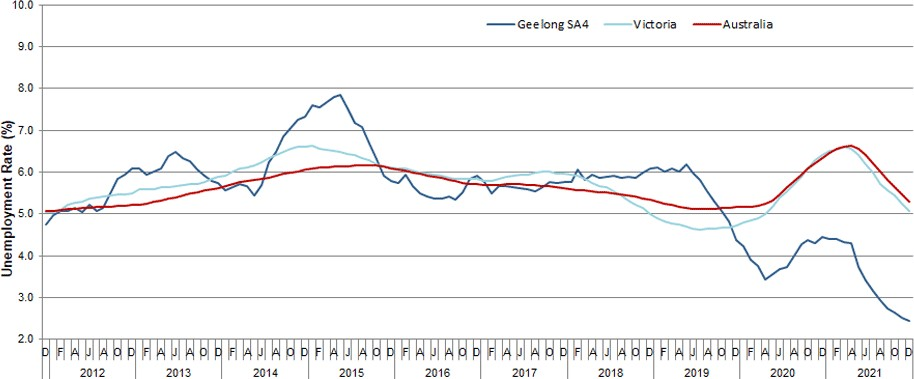 10.0
Geelong SA4 Victoria Australia
9.0
8.0
7.0
6.0
5.0
4.0
3.0
2.0
Unemployment Rate (%)
D F A J A O D F A J A O D F A J A O D F A J A O D F A J A O D F A J A O D F A J A O D F A J A O D F A J A O D F A J A O D
2012 2013 2014 2015 2016 2017 2018 2019 2020 2021